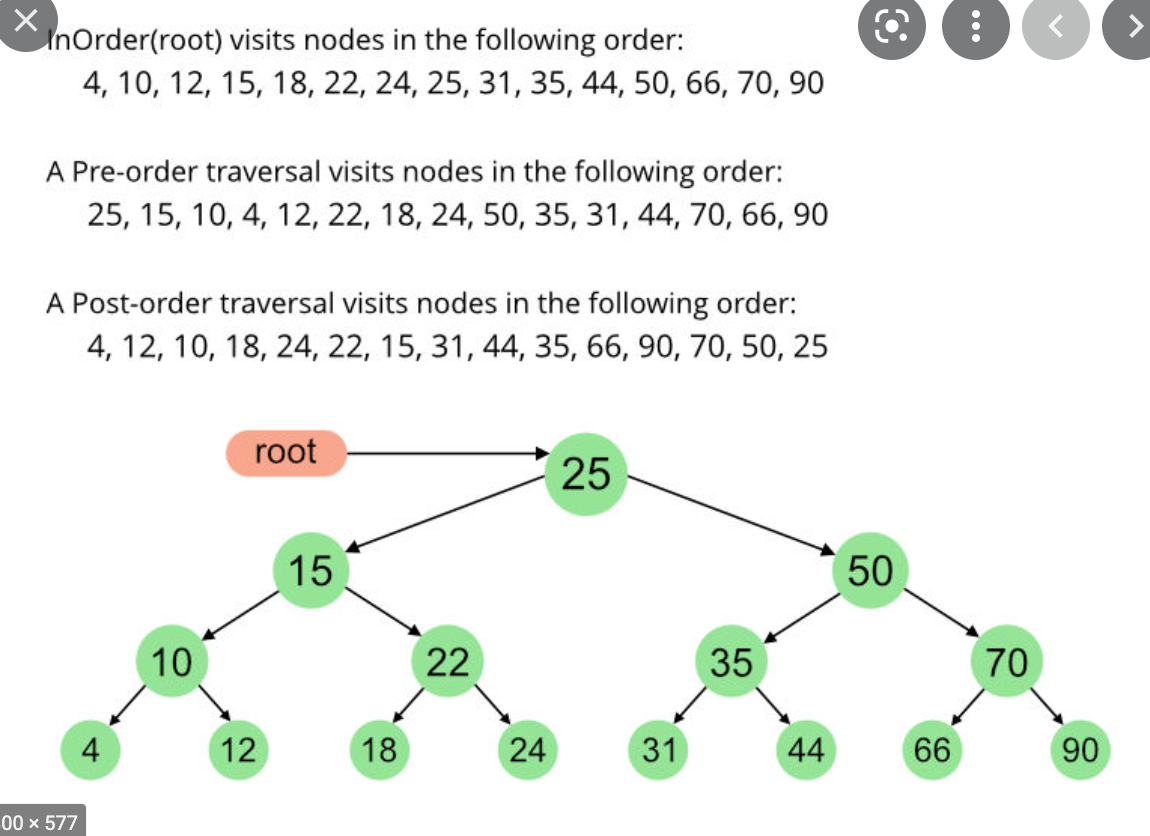 InOrder(root) visits nodes in the following order:
4, 10, 12, 15, 18, 22, 24, 25, 31, 35, 44, 50, 66, 70, 90
A Pre-order traversal visits nodes in the following order:
25, 15, 10, 4, 12, 22, 18, 24, 50, 35, 31, 44, 70, 66, 90
A Post-order traversal visits nodes in the following order:
4, 12, 10, 18, 24, 22, 15, 31, 44, 35, 66, 90, 70, 50, 25
root
25
15 50
10 22 35 70
4 12 18 24 31 44 66 90
00 × 577